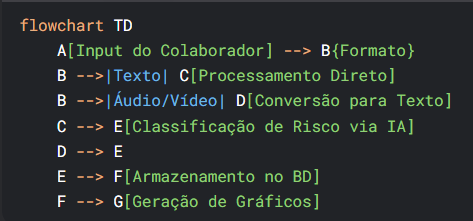 flowchart TD
A[Input do Colaborador] --> B{Formato}
B -->|Texto| C[Processamento Direto]
B -->|Áudio/Vídeo| D[Conversão para Texto]
C --> E[Classificação de Risco via IA]
D --> E
E --> F[Armazenamento no BD]
F --> G[Geração de Gráficos]